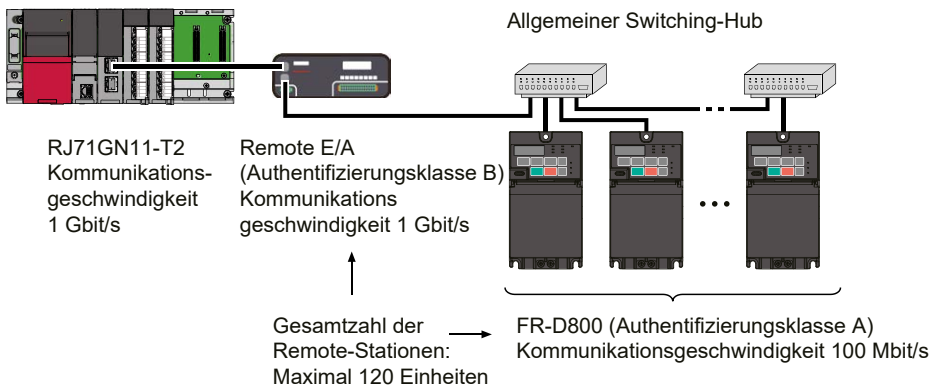 Allgemeiner Switching-Hub
RJ71GN11-T2
Kommunikations-
geschwindigkeit
1 Gbit/s
Remote E/A
(Authentifizierungsklasse B)
Kommunikations
geschwindigkeit 1 Gbit/s
Gesamtzahl der
Remote-Stationen:
Maximal 120 Einheiten
FR-D800 (Authentifizierungsklasse A)
Kommunikationsgeschwindigkeit 100 Mbit/s